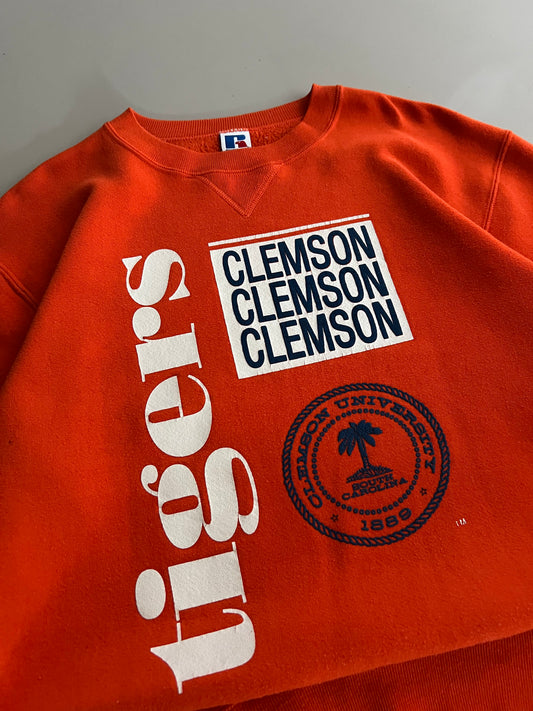 CLEMSON
CLEMSON
CLEMSON
tigers
CLEMSON UNIVERSITY
SOUTH
CAROLINA
1889